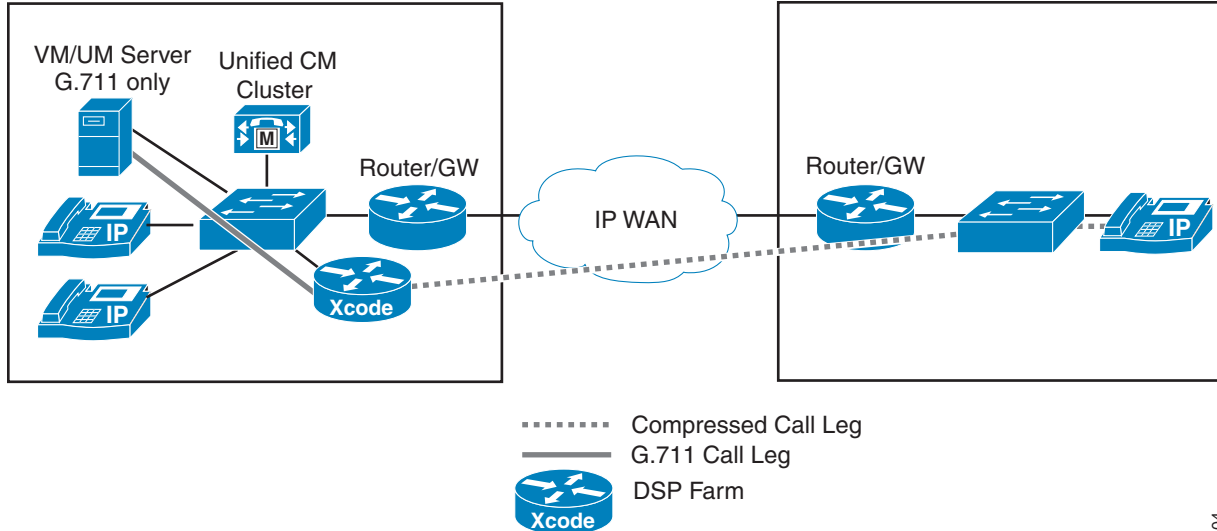 VM/UM Server
G.711 only
Unified CM
Cluster
M
Router/GW
IP
IP
Xcode
IP WAN
Router/GW
IP
Compressed Call Leg
G.711 Call Leg
DSP Farm
Xcode